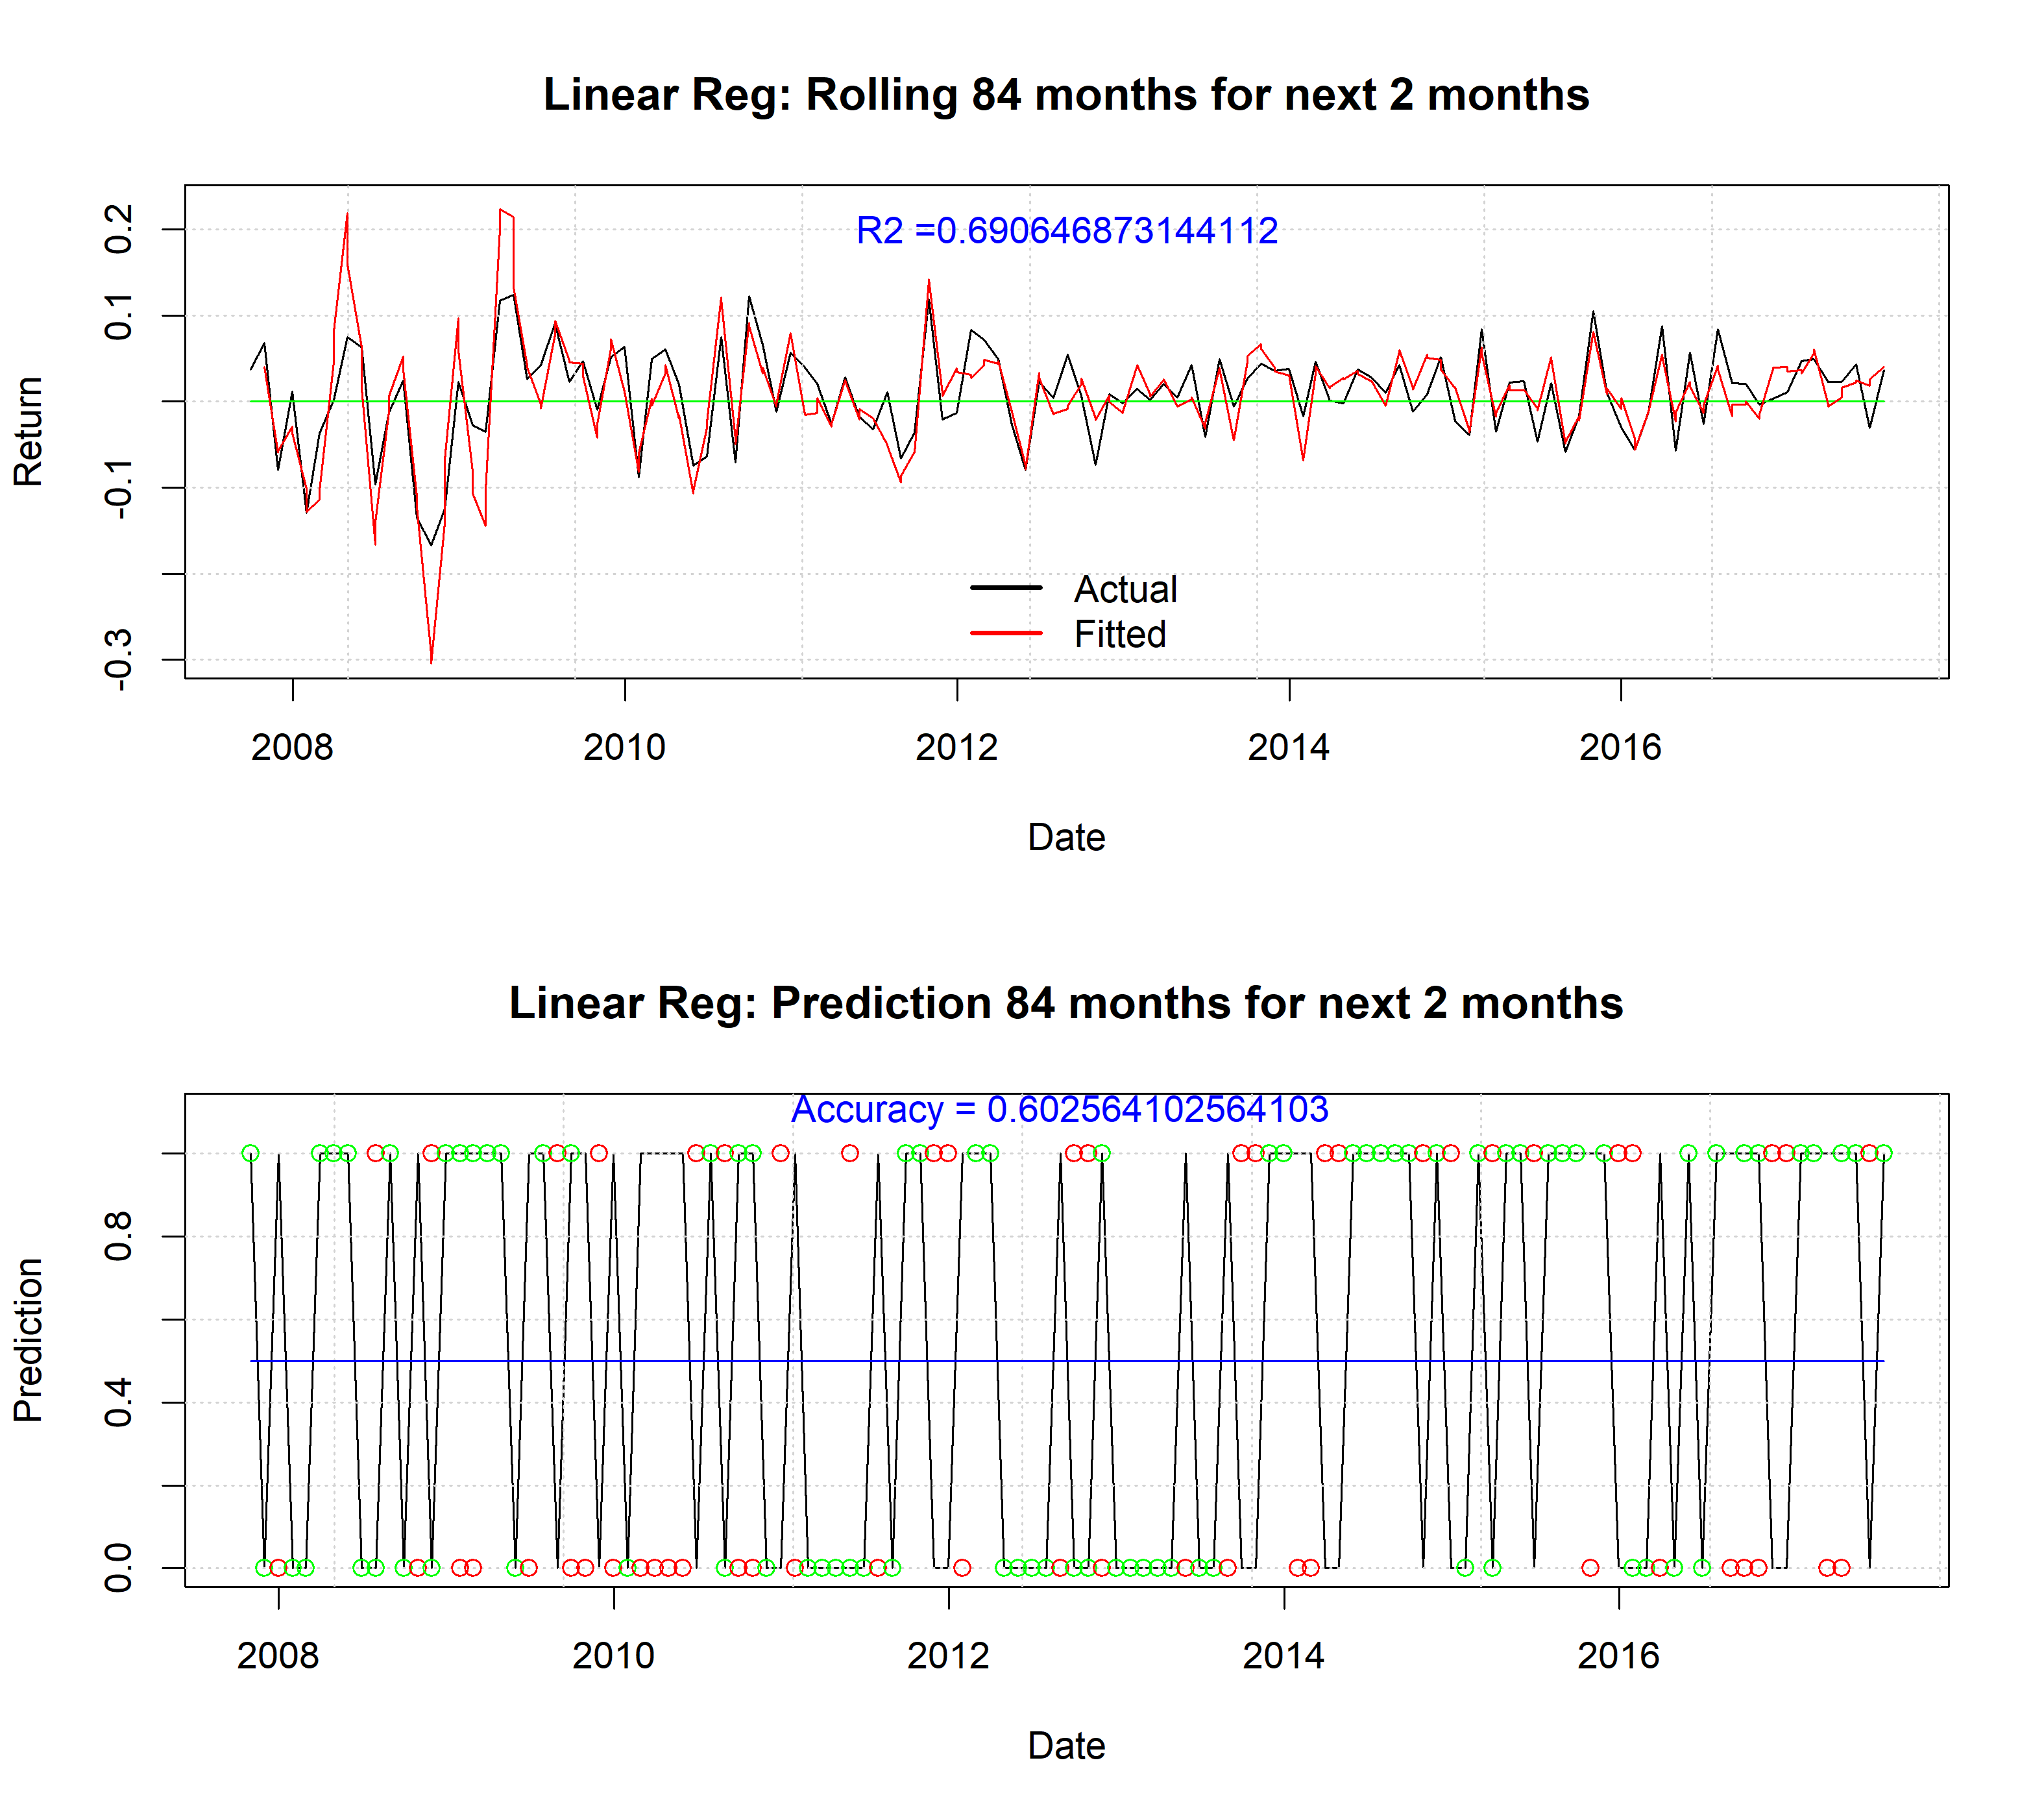 Linear Reg: Rolling 84 months for next 2 months
R2 =0.690646873144112
0.2
0.1
-0.1
-0.3
Return
Actual
Fitted
2008 2010 2012 2014 2016
Date
Linear Reg: Prediction 84 months for next 2 months
Accuracy = 0.602564102564103
0.8
0.4
0.0
Prediction
2008 2010 2012 2014 2016
Date